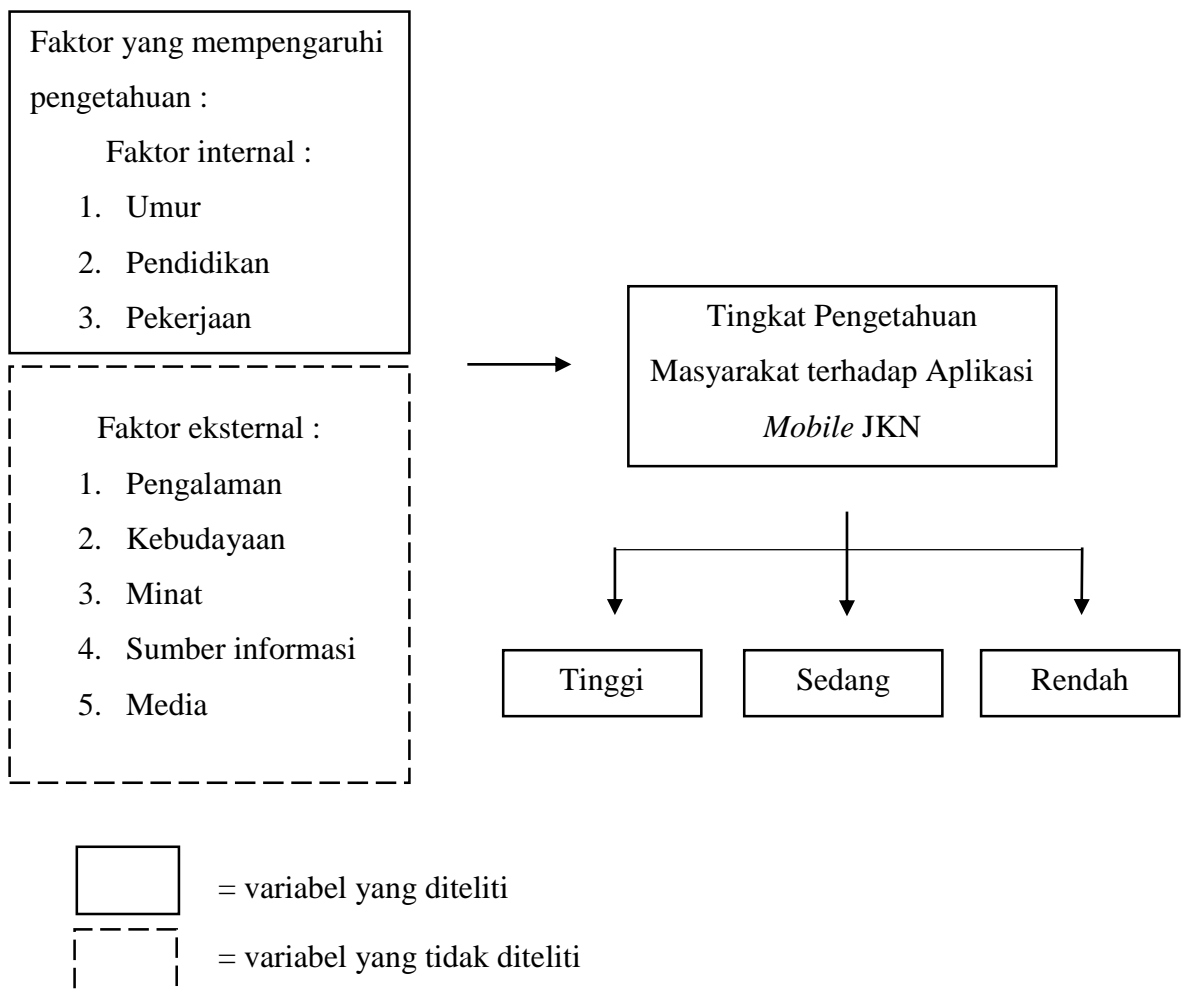 Faktor yang mempengaruhi
pengetahuan :
Faktor internal :
1. Umur
2. Pendidikan
3. Pekerjaan
Faktor eksternal :
1. Pengalaman
2. Kebudayaan
3. Minat
4. Sumber informasi
5. Media
Tingkat Pengetahuan
Masyarakat terhadap Aplikasi
Mobile JKN
Tinggi
Sedang
Rendah
= variabel yang diteliti
= variabel yang tidak diteliti